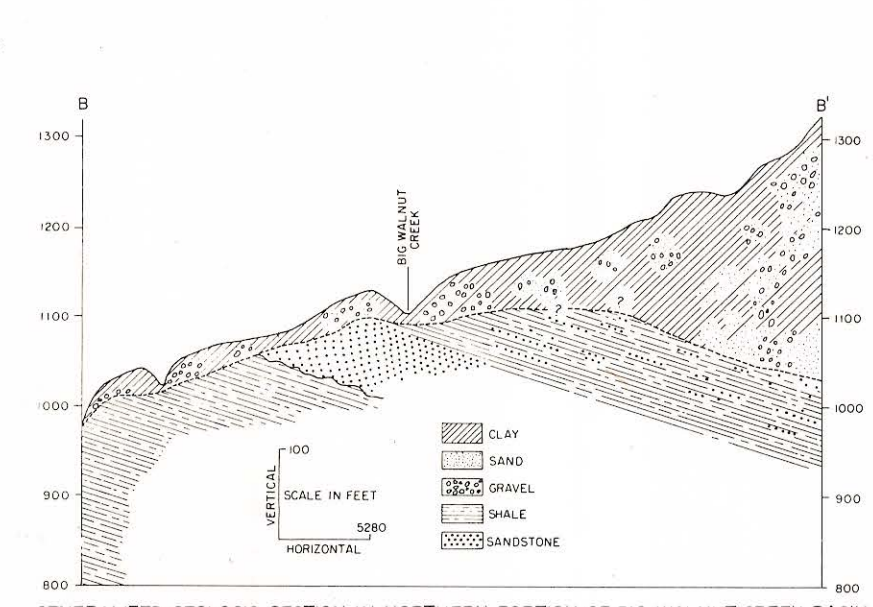 B
B'
1300
1300
1200
1200
BIG WALNUT
CREEK
1100
1100
?
?
1000
1000
CLAY
SAND
GRAVEL
SHALE
SANDSTONE
100
VERTICAL
SCALE IN FEET
5280
HORIZONTAL
900
900
800
800